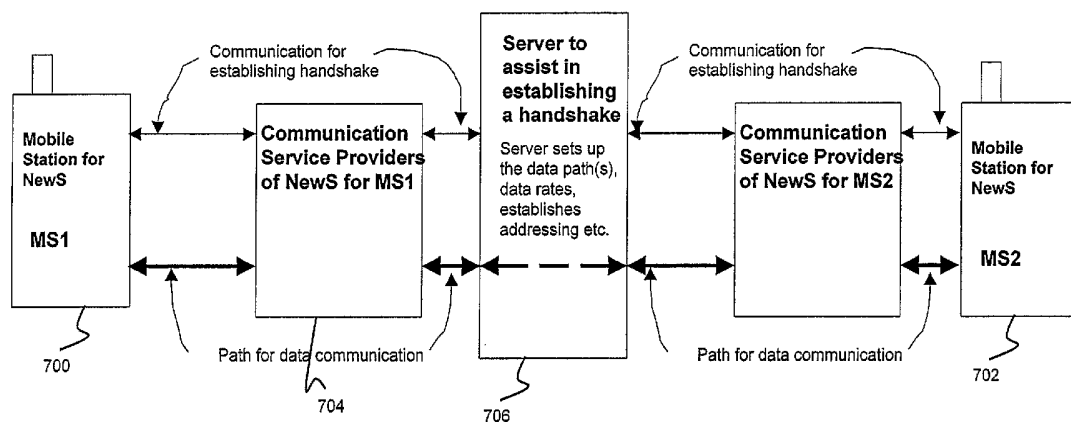 Communication for
establishing handshake
Server to
assist in
establishing
a handshake
Server sets up
the data path(s),
data rates,
establishes
addressing etc.
Communication for
establishing handshake
Mobile
Station for
NewS
MS1
Communication
Service Providers
of NewS for MS1
Communication
Service Providers
of NewS for MS2
Mobile
Station for
NewS
MS2
Path for data communication
Path for data communication
700
704
706
702